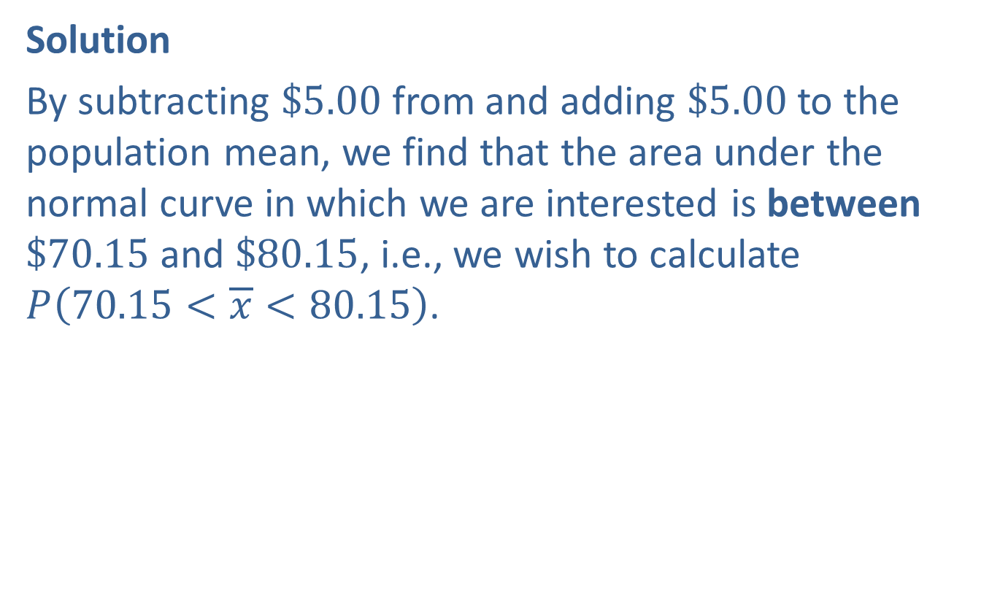 Solution
By subtracting $5.00 from and adding $5.00 to the
population mean, we find that the area under the
normal curve in which we are interested is between
$70.15 and $80.15, i.e., we wish to calculate
P(70.15 < x̅ < 80.15).